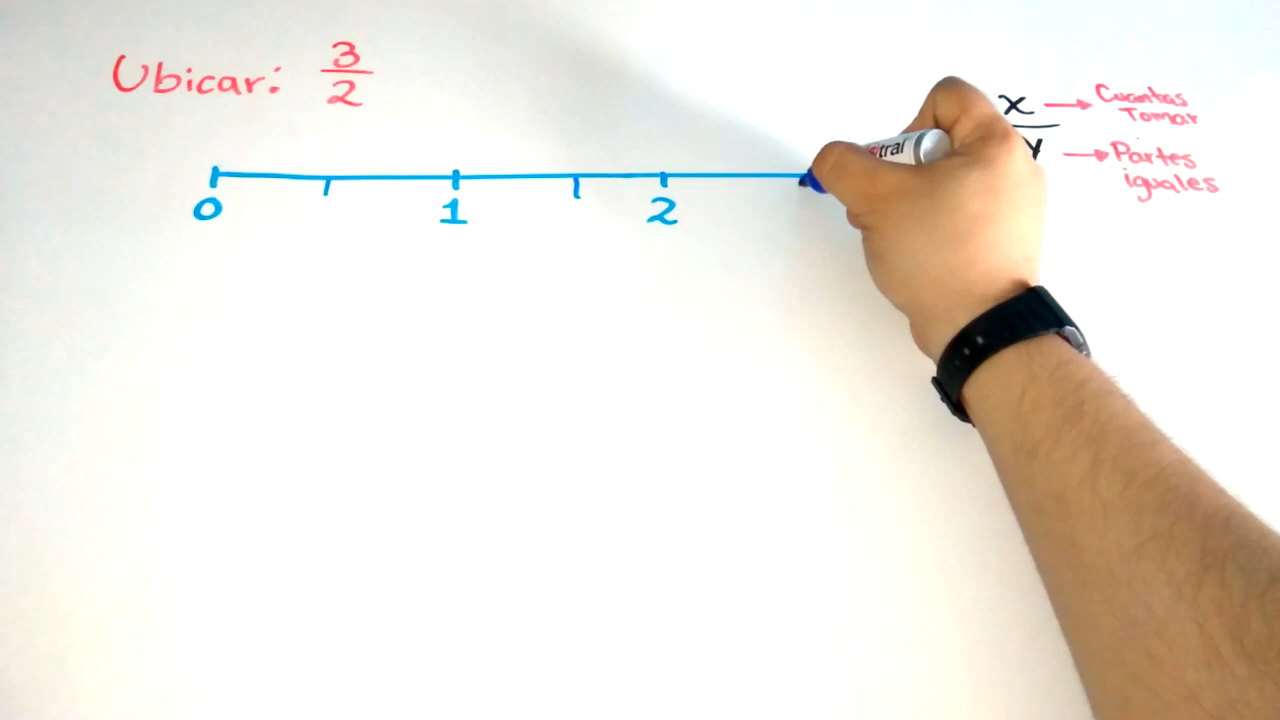 Ubicar: 3/2
x → Cuantas Tomar
y → Partes iguales
0 1 2